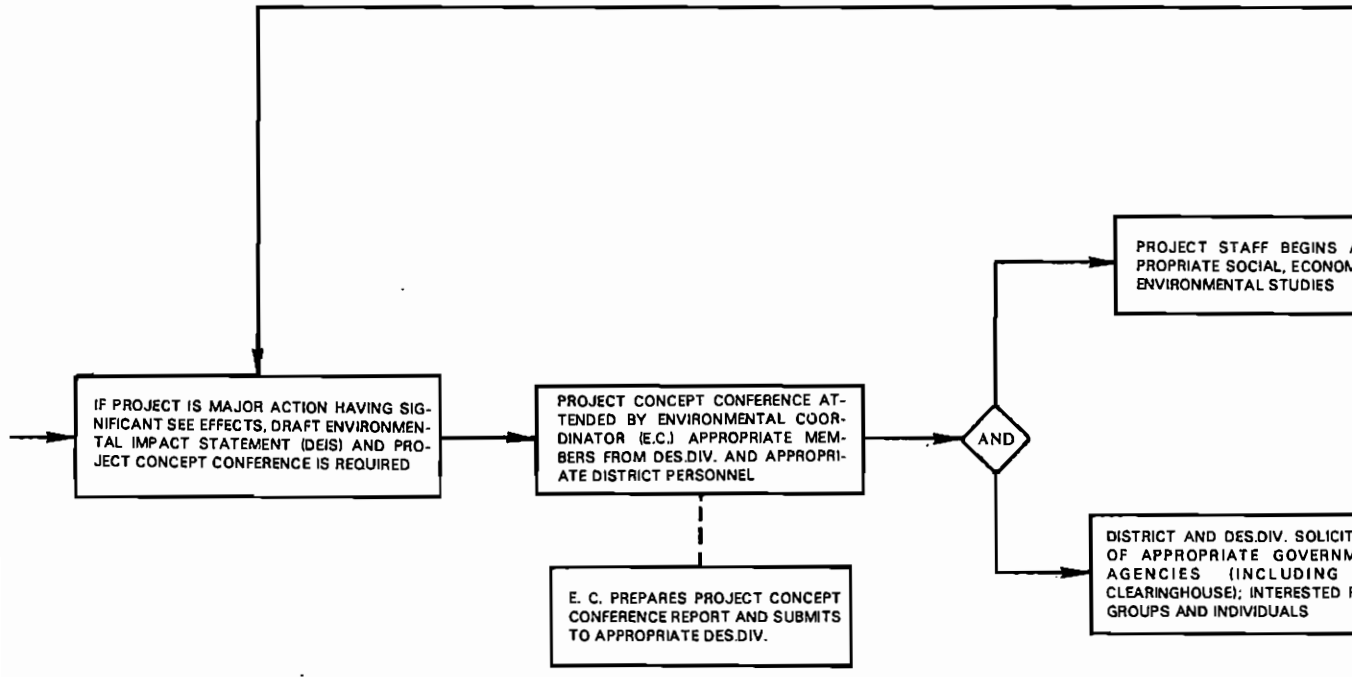 IF PROJECT IS MAJOR ACTION HAVING SIG-
NIFICANT SEE EFFECTS, DRAFT ENVIRONMEN-
TAL IMPACT STATEMENT (DEIS) AND PRO-
JECT CONCEPT CONFERENCE IS REQUIRED
PROJECT CONCEPT CONFERENCE AT-
TENDED BY ENVIRONMENTAL COOR-
DINATOR (E.C.) APPROPRIATE MEM-
BERS FROM DES.DIV. AND APPROPRI-
ATE DISTRICT PERSONNEL
E. C. PREPARES PROJECT CONCEPT
CONFERENCE REPORT AND SUBMITS
TO APPROPRIATE DES.DIV.
AND
PROJECT STAFF BEGINS A
PROPRIATE SOCIAL, ECONOM
ENVIRONMENTAL STUDIES
DISTRICT AND DES.DIV. SOLICIT
OF APPROPRIATE GOVERNM
AGENCIES (INCLUDING
CLEARINGHOUSE); INTERESTED
GROUPS AND INDIVIDUALS